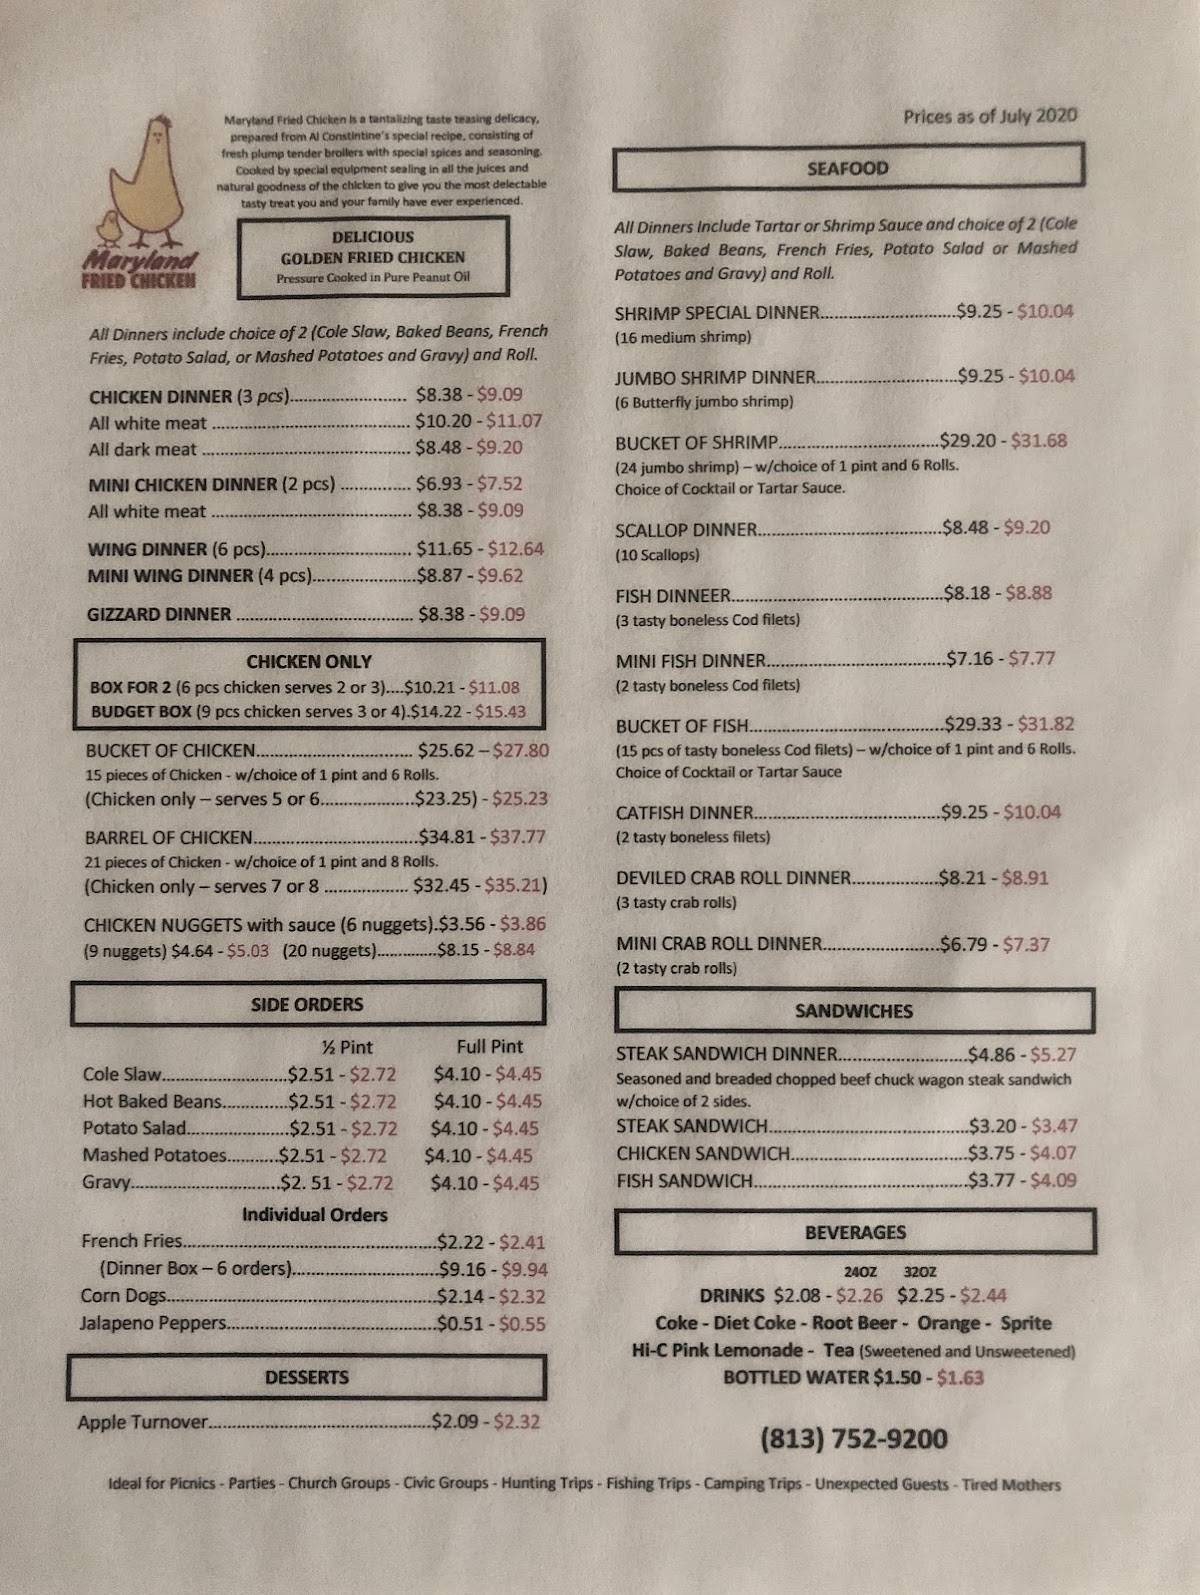 Maryland Fried Chicken is a tantalizing taste teasing delicacy,
prepared from Al Constintine's special recipe, consisting of
fresh plump tender broilers with special spices and seasoning.
Cooked by special equipment sealing in all the juices and
natural goodness of the chicken to give you the most delectable
tasty treat you and your family have ever experienced.
Maryland
FRIED CHICKEN
DELICIOUS
GOLDEN FRIED CHICKEN
Pressure Cooked in Pure Peanut Oil
All Dinners include choice of 2 (Cole Slaw, Baked Beans, French
Fries, Potato Salad, or Mashed Potatoes and Gravy) and Roll.
CHICKEN DINNER (3 pcs)........................ $8.38 - $9.09
All white meat ........................................ $10.20 - $11.07
All dark meat .......................................... $8.48 - $9.20
MINI CHICKEN DINNER (2 pcs) .............. $6.93 - $7.52
All white meat ........................................ $8.38 - $9.09
WING DINNER (6 pcs)............................. $11.65 - $12.64
MINI WING DINNER (4 pcs).....................$8.87 - $9.62
GIZZARD DINNER .................................... $8.38 - $9.09
CHICKEN ONLY
BOX FOR 2 (6 pcs chicken serves 2 or 3)....$10.21 - $11.08
BUDGET BOX (9 pcs chicken serves 3 or 4).$14.22 - $15.43
BUCKET OF CHICKEN................................ $25.62 – $27.80
15 pieces of Chicken - w/choice of 1 pint and 6 Rolls.
(Chicken only – serves 5 or 6...................$23.25) - $25.23
BARREL OF CHICKEN.................................$34.81 - $37.77
21 pieces of Chicken - w/choice of 1 pint and 8 Rolls.
(Chicken only – serves 7 or 8 ................. $32.45 - $35.21)
CHICKEN NUGGETS with sauce (6 nuggets).$3.56 - $3.86
(9 nuggets) $4.64 - $5.03 (20 nuggets)..............$8.15 - $8.84
SIDE ORDERS
½ Pint Full Pint
Cole Slaw.........................$2.51 - $2.72 $4.10 - $4.45
Hot Baked Beans.............$2.51 - $2.72 $4.10 - $4.45
Potato Salad.....................$2.51 - $2.72 $4.10 - $4.45
Mashed Potatoes..........$2.51 - $2.72 $4.10 - $4.45
Gravy..............................$2. 51 - $2.72 $4.10 - $4.45
Individual Orders
French Fries...................................................$2.22 - $2.41
(Dinner Box – 6 orders).............................$9.16 - $9.94
Corn Dogs......................................................$2.14 - $2.32
Jalapeno Peppers..........................................$0.51 - $0.55
DESSERTS
Apple Turnover.............................................$2.09 - $2.32
Prices as of July 2020
SEAFOOD
All Dinners Include Tartar or Shrimp Sauce and choice of 2 (Cole
Slaw, Baked Beans, French Fries, Potato Salad or Mashed
Potatoes and Gravy) and Roll.
SHRIMP SPECIAL DINNER...........................$9.25 - $10.04
(16 medium shrimp)
JUMBO SHRIMP DINNER............................$9.25 - $10.04
(6 Butterfly jumbo shrimp)
BUCKET OF SHRIMP................................$29.20 - $31.68
(24 jumbo shrimp) – w/choice of 1 pint and 6 Rolls.
Choice of Cocktail or Tartar Sauce.
SCALLOP DINNER.....................................$8.48 - $9.20
(10 Scallops)
FISH DINNEER...........................................$8.18 - $8.88
(3 tasty boneless Cod filets)
MINI FISH DINNER....................................$7.16 - $7.77
(2 tasty boneless Cod filets)
BUCKET OF FISH.......................................$29.33 - $31.82
(15 pcs of tasty boneless Cod filets) – w/choice of 1 pint and 6 Rolls.
Choice of Cocktail or Tartar Sauce
CATFISH DINNER.....................................$9.25 - $10.04
(2 tasty boneless filets)
DEVILED CRAB ROLL DINNER.................$8.21 - $8.91
(3 tasty crab rolls)
MINI CRAB ROLL DINNER.......................$6.79 - $7.37
(2 tasty crab rolls)
SANDWICHES
STEAK SANDWICH DINNER..........................$4.86 - $5.27
Seasoned and breaded chopped beef chuck wagon steak sandwich
w/choice of 2 sides.
STEAK SANDWICH........................................$3.20 - $3.47
CHICKEN SANDWICH...................................$3.75 - $4.07
FISH SANDWICH...........................................$3.77 - $4.09
BEVERAGES
24OZ 32OZ
DRINKS $2.08 - $2.26 $2.25 - $2.44
Coke - Diet Coke - Root Beer - Orange - Sprite
Hi-C Pink Lemonade - Tea (Sweetened and Unsweetened)
BOTTLED WATER $1.50 - $1.63
(813) 752-9200
Ideal for Picnics - Parties - Church Groups - Civic Groups - Hunting Trips - Fishing Trips - Camping Trips - Unexpected Guests - Tired Mothers